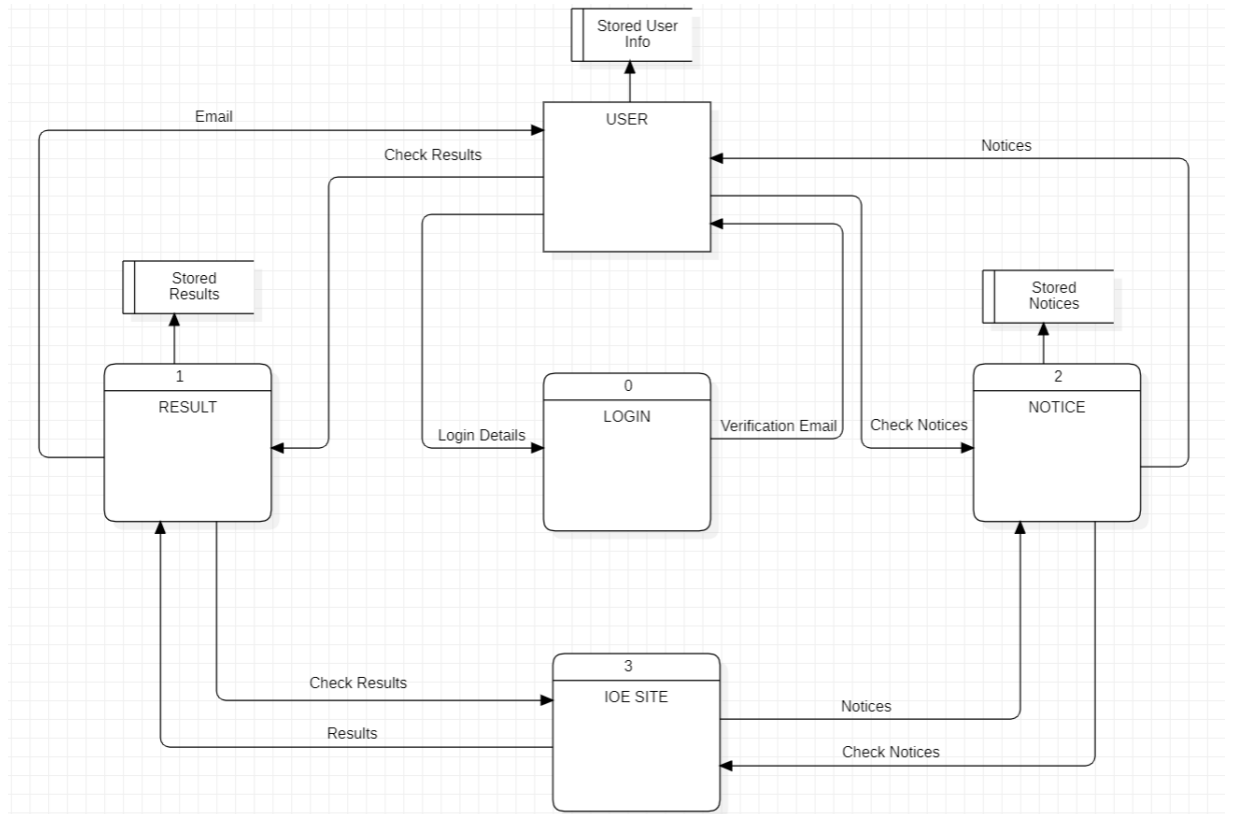 Stored User
Info
USER
Email
Check Results
Notices
Stored
Results
Stored
Notices
1
RESULT
0
LOGIN
2
NOTICE
Login Details
Verification Email
Check Notices
3
IOE SITE
Check Results
Results
Notices
Check Notices